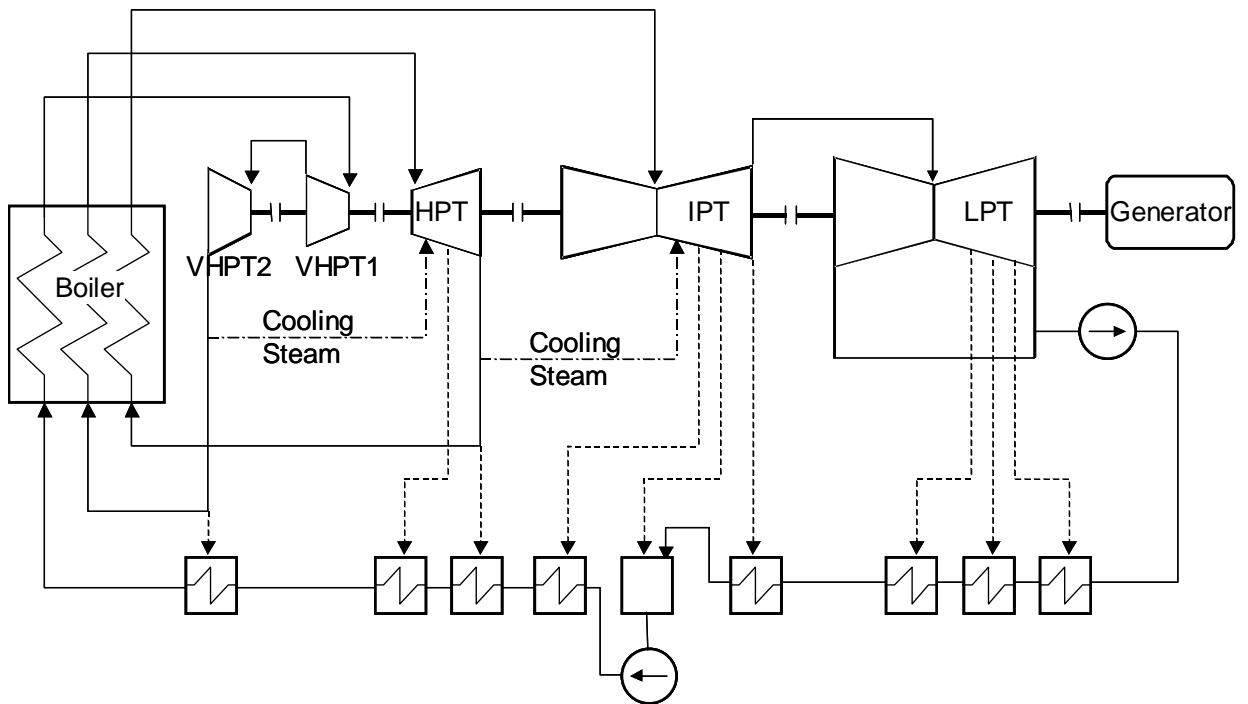 HPT
IPT
LPT
Generator
VHPT2
VHPT1
Boiler
Cooling
Steam
Cooling
Steam